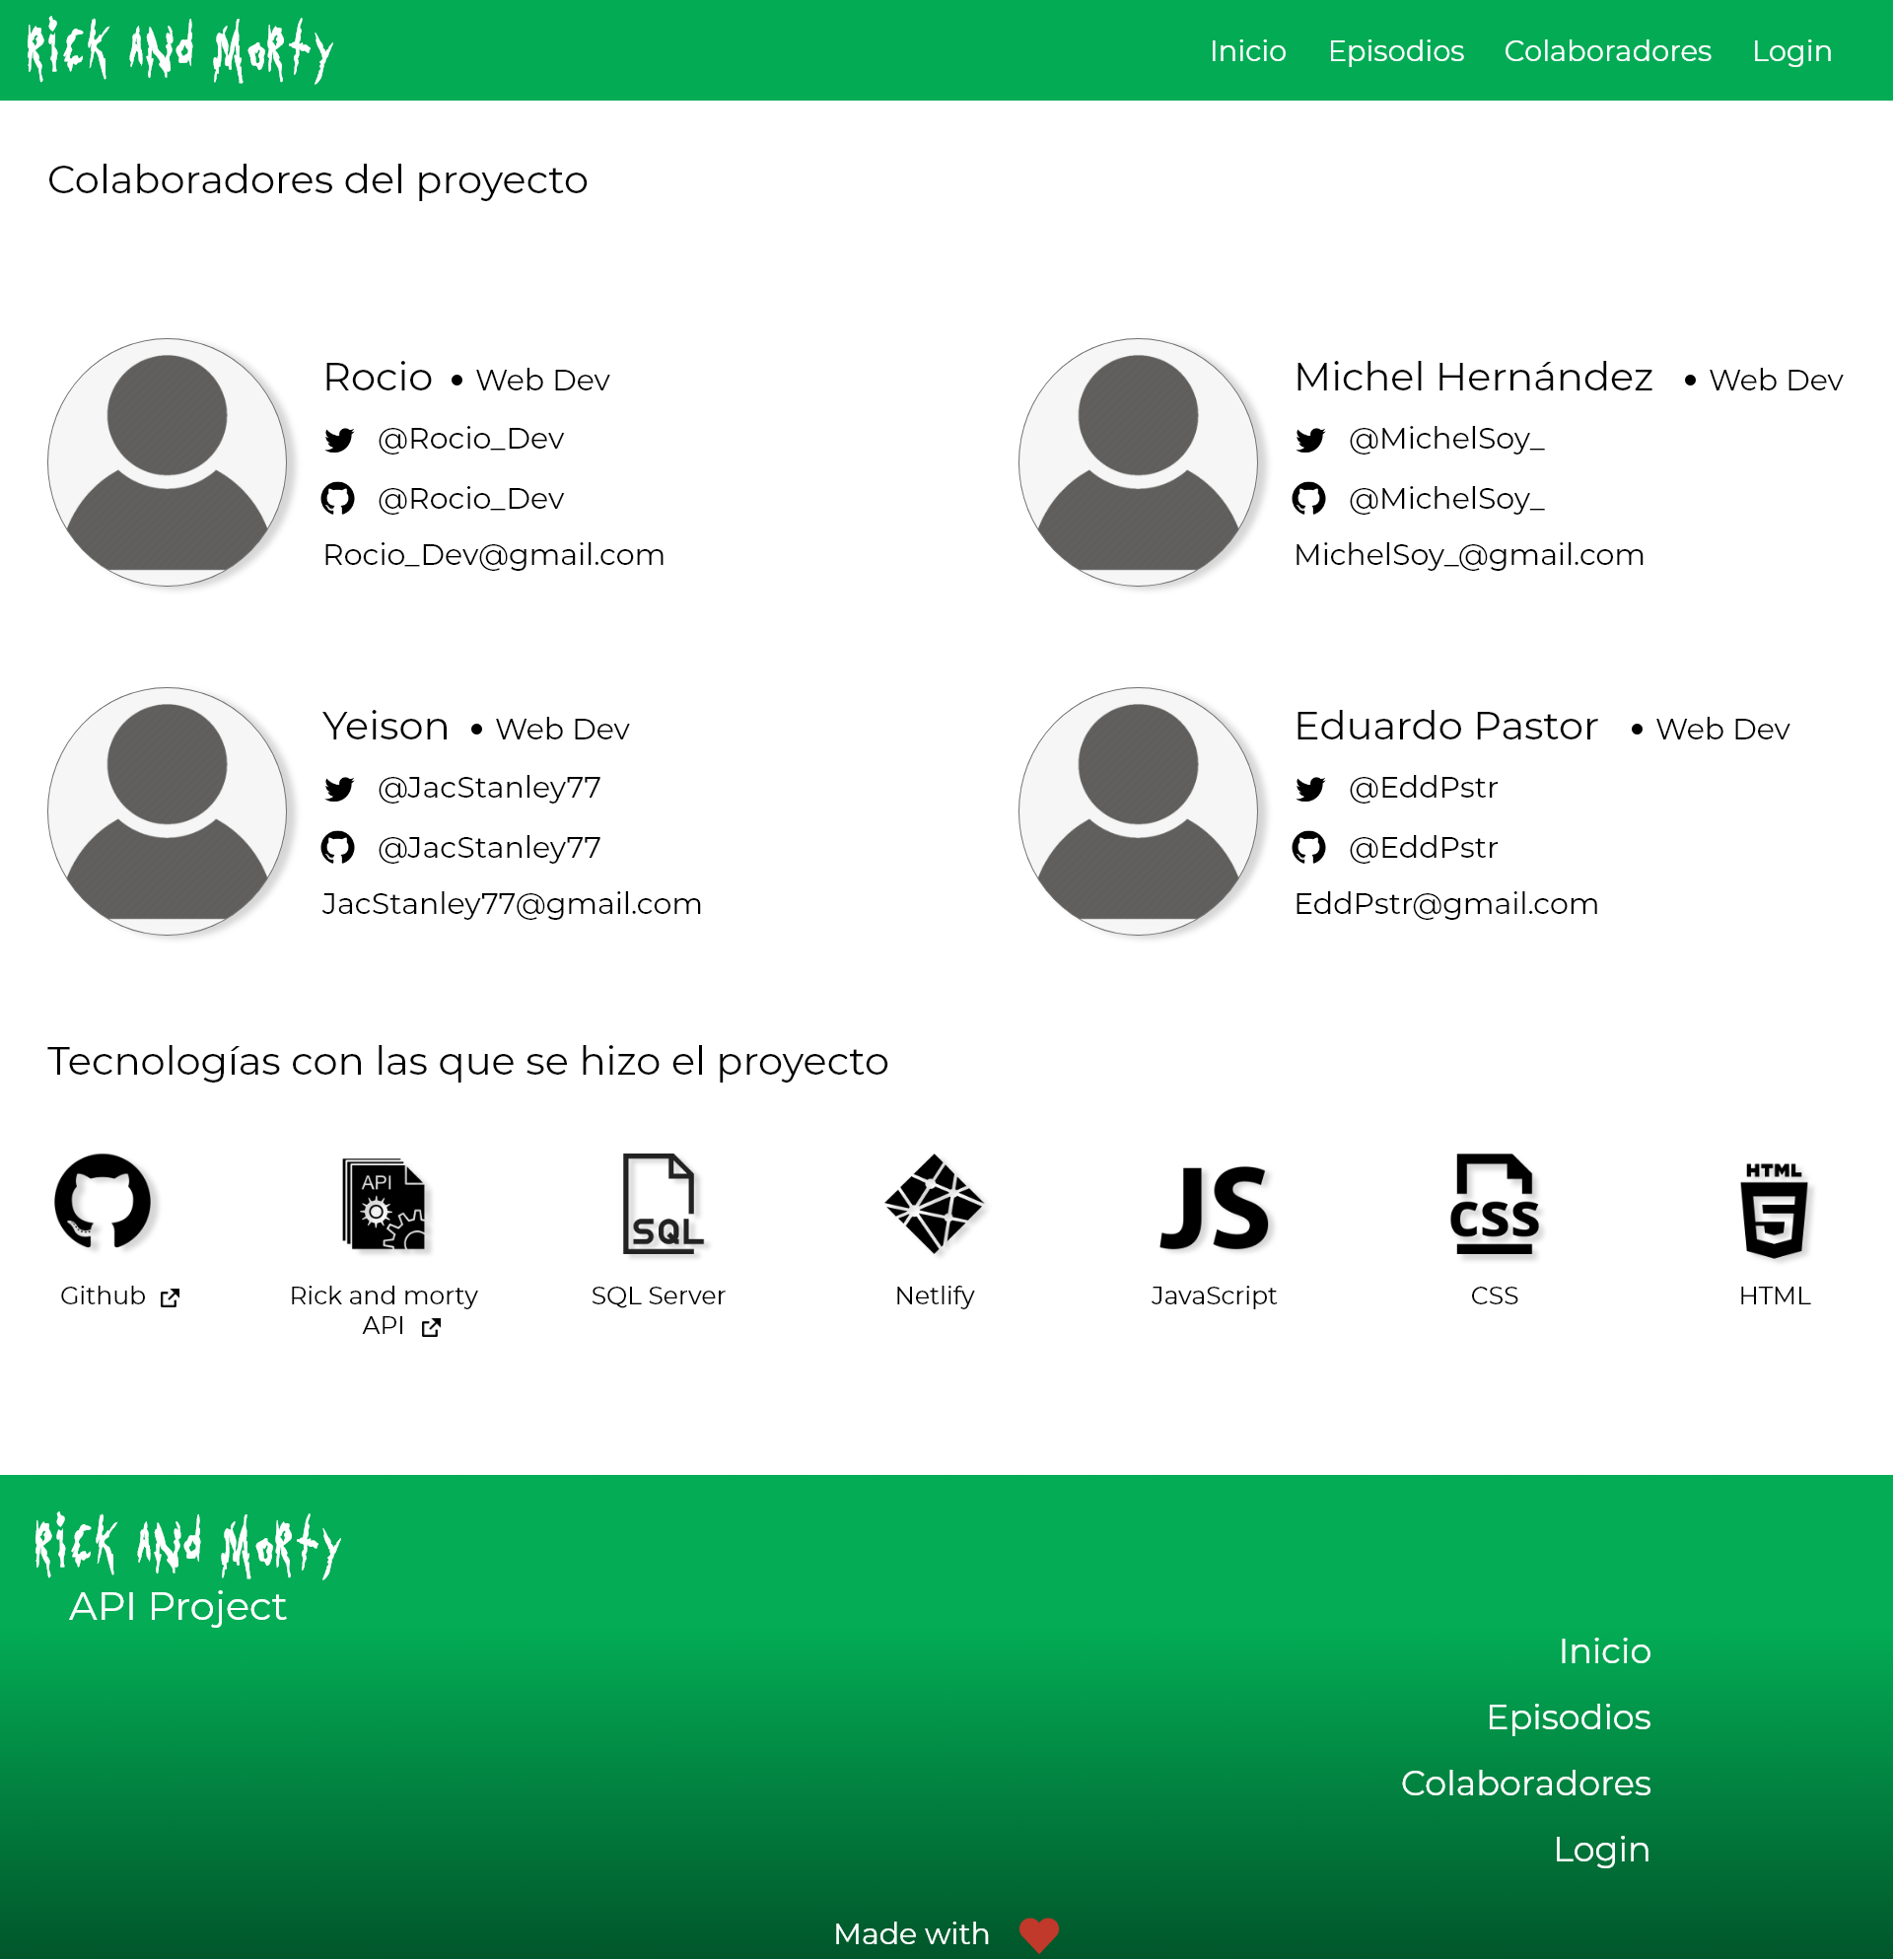 Rick and Morty
Inicio Episodios Colaboradores Login
Colaboradores del proyecto
Rocio • Web Dev
@Rocio_Dev
@Rocio_Dev
Rocio_Dev@gmail.com
Michel Hernández • Web Dev
@MichelSoy_
@MichelSoy_
MichelSoy_@gmail.com
Yeison • Web Dev
@JacStanley77
@JacStanley77
JacStanley77@gmail.com
Eduardo Pastor • Web Dev
@EddPstr
@EddPstr
EddPstr@gmail.com
Tecnologías con las que se hizo el proyecto
API
SQL
JS
CSS
HTML
5
Github
Rick and morty
API
SQL Server
Netlify
JavaScript
CSS
HTML
Rick and Morty
API Project
Inicio
Episodios
Colaboradores
Login
Made with